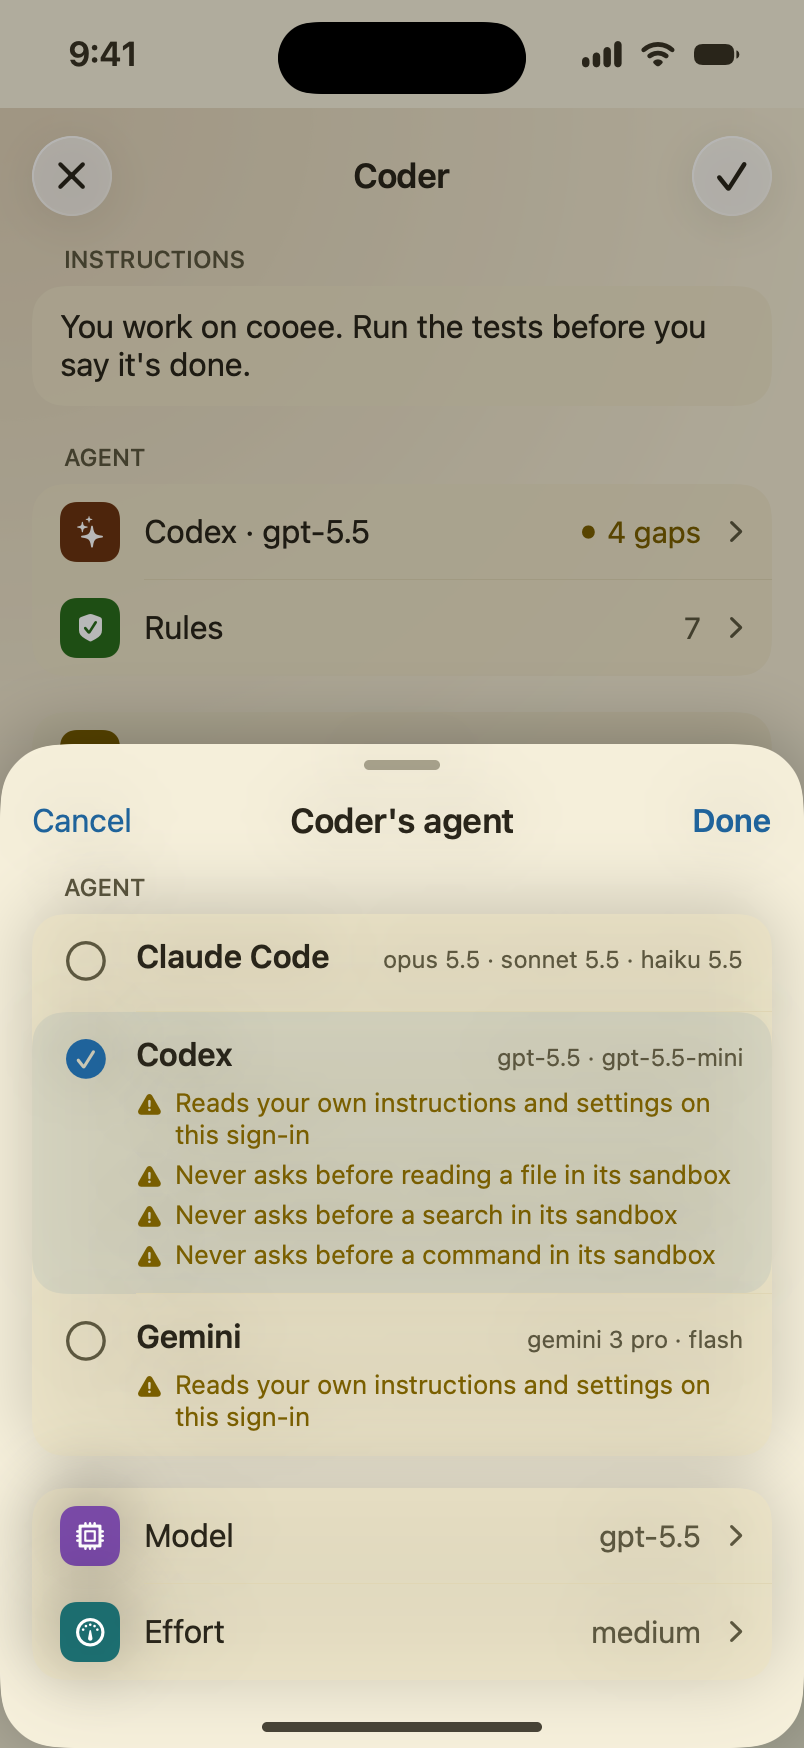 9:41
Coder
INSTRUCTIONS
You work on cooee. Run the tests before you
say it's done.
AGENT
Codex · gpt-5.5
4 gaps
Rules
7
Cancel
Coder's agent
Done
AGENT
Claude Code
opus 5.5 · sonnet 5.5 · haiku 5.5
Codex
gpt-5.5 · gpt-5.5-mini
Reads your own instructions and settings on
this sign-in
Never asks before reading a file in its sandbox
Never asks before a search in its sandbox
Never asks before a command in its sandbox
Gemini
gemini 3 pro · flash
Reads your own instructions and settings on
this sign-in
Model
gpt-5.5
Effort
medium